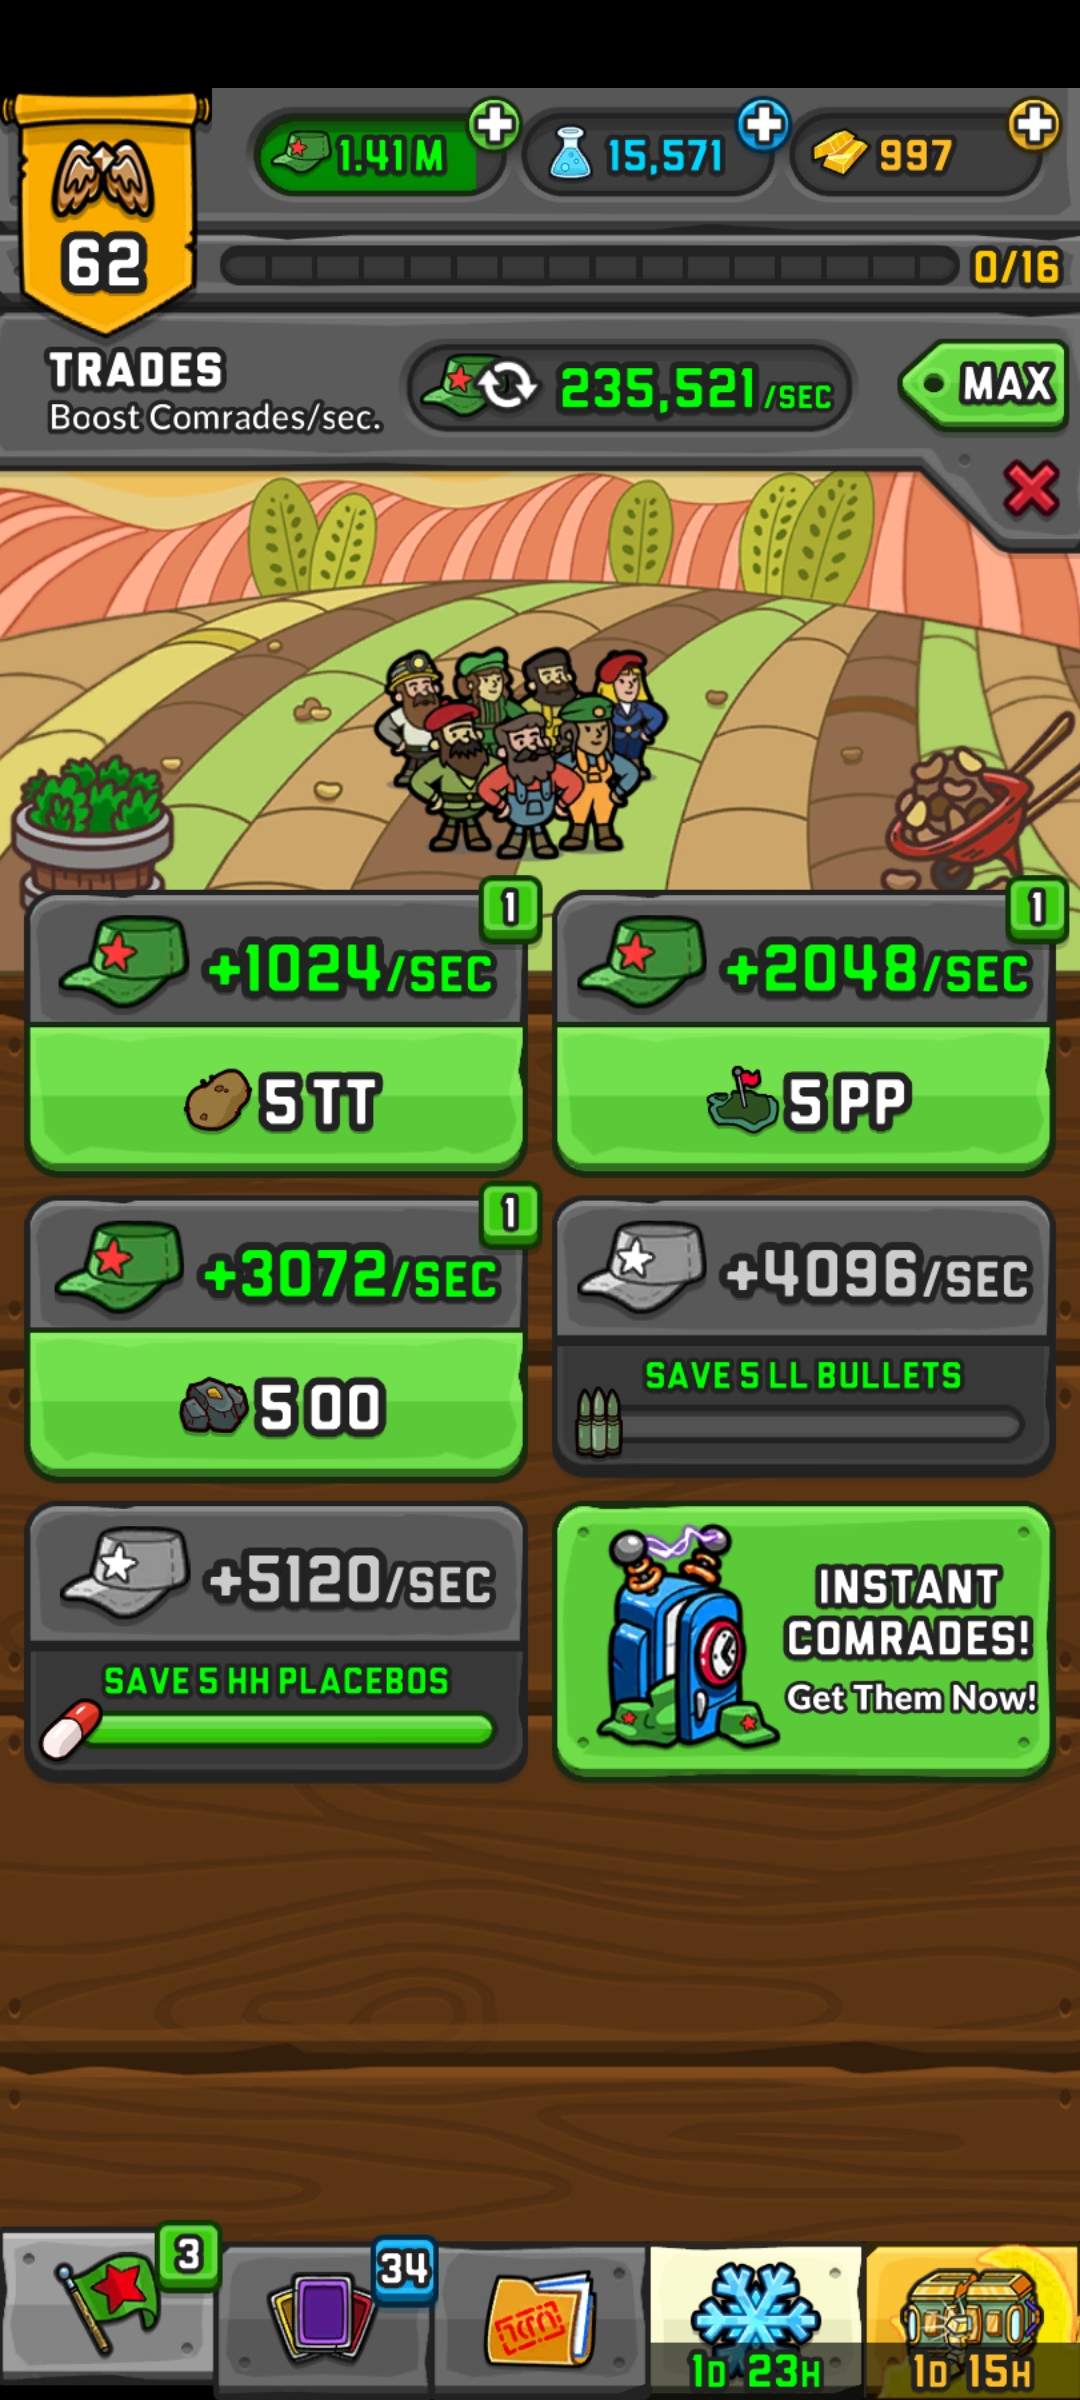 1.41 M
15,571
997
62
0/16
TRADES
Boost Comrades/sec.
235,521/SEC
MAX
1
+1024/SEC
5 TT
1
+2048/SEC
5 PP
1
+3072/SEC
5 OO
+4096/SEC
SAVE 5 LL BULLETS
+5120/SEC
SAVE 5 HH PLACEBOS
INSTANT
COMRADES!
Get Them Now!
3
34
1D 23H
1D 15H